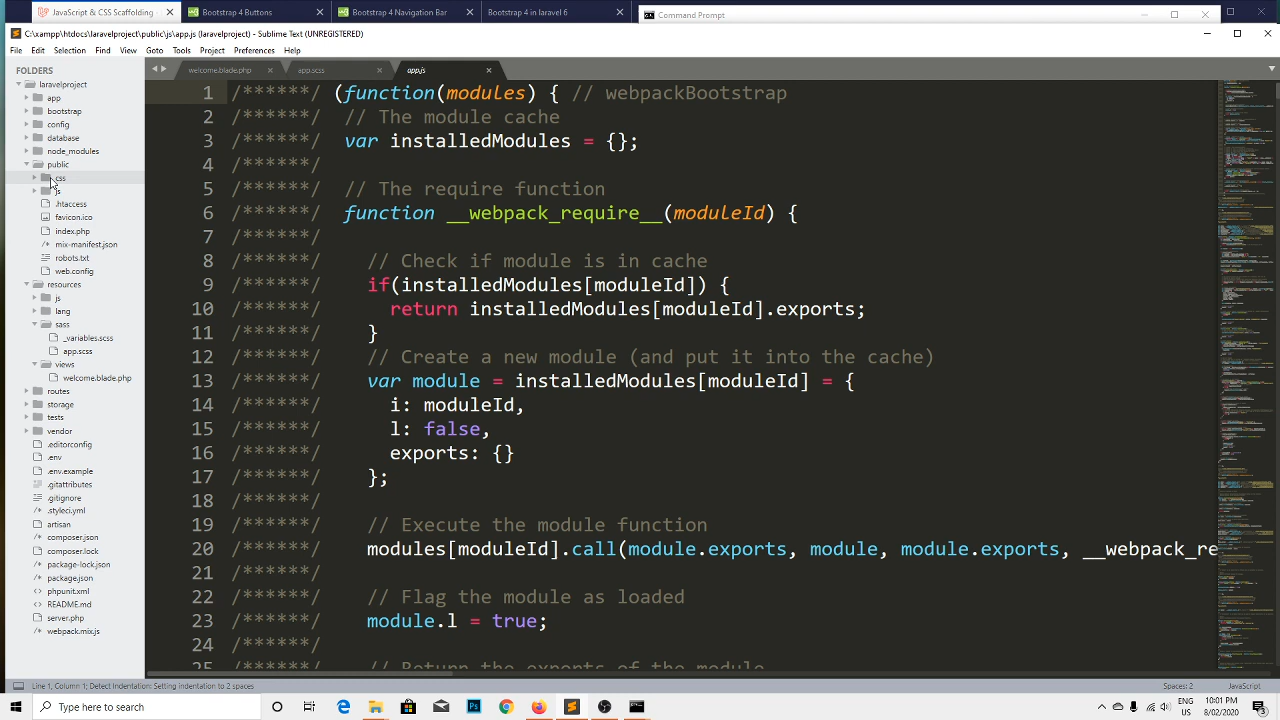 JavaScript & CSS Scaffolding
Bootstrap 4 Buttons
Bootstrap 4 Navigation Bar
Bootstrap 4 in laravel 6
Command Prompt
C:\xampp\htdocs\laravelproject\public\js\app.js (laravelproject) - Sublime Text (UNREGISTERED)
File Edit Selection Find View Goto Tools Project Preferences Help
FOLDERS
laravelproject
app
bootstrap
config
database
node_modules
public
css
.htaccess
favicon.ico
index.php
mix-manifest.json
robots.txt
web.config
resources
js
lang
sass
_variables.scss
app.scss
views
welcome.blade.php
routes
storage
tests
vendor
.editorconfig
.env
.env.example
.gitattributes
.gitignore
.styleci.yml
artisan
composer.json
composer.lock
package-lock.json
package.json
phpunit.xml
README.md
server.php
webpack.mix.js
welcome.blade.php
app.scss
app.js
1 /******/ (function(modules) { // webpackBootstrap
2 /******/ The module cache
3 /******/ var installedModules = {};
4 /******/
5 /******/ // The require function
6 /******/ function __webpack_require__(moduleId) {
7 /******/
8 /******/ Check if module is in cache
9 /******/ if(installedModules[moduleId]) {
10 /******/ return installedModules[moduleId].exports;
11 /******/ }
12 /******/ Create a new module (and put it into the cache)
13 /******/ var module = installedModules[moduleId] = {
14 /******/ i: moduleId,
15 /******/ l: false,
16 /******/ exports: {}
17 /******/ };
18 /******/
19 /******/ // Execute the module function
20 /******/ modules[moduleId].call(module.exports, module, module.exports, __webpack_re
21 /******/
22 /******/ Flag the module as loaded
23 /******/ module.l = true;
24 /******/
25 /******/ // Return the exports of the module
Line 1, Column 1; Detect Indentation: Setting indentation to 2 spaces
Spaces: 2
JavaScript
Type here to search
ENG
US
10:01 PM
8/02/2020